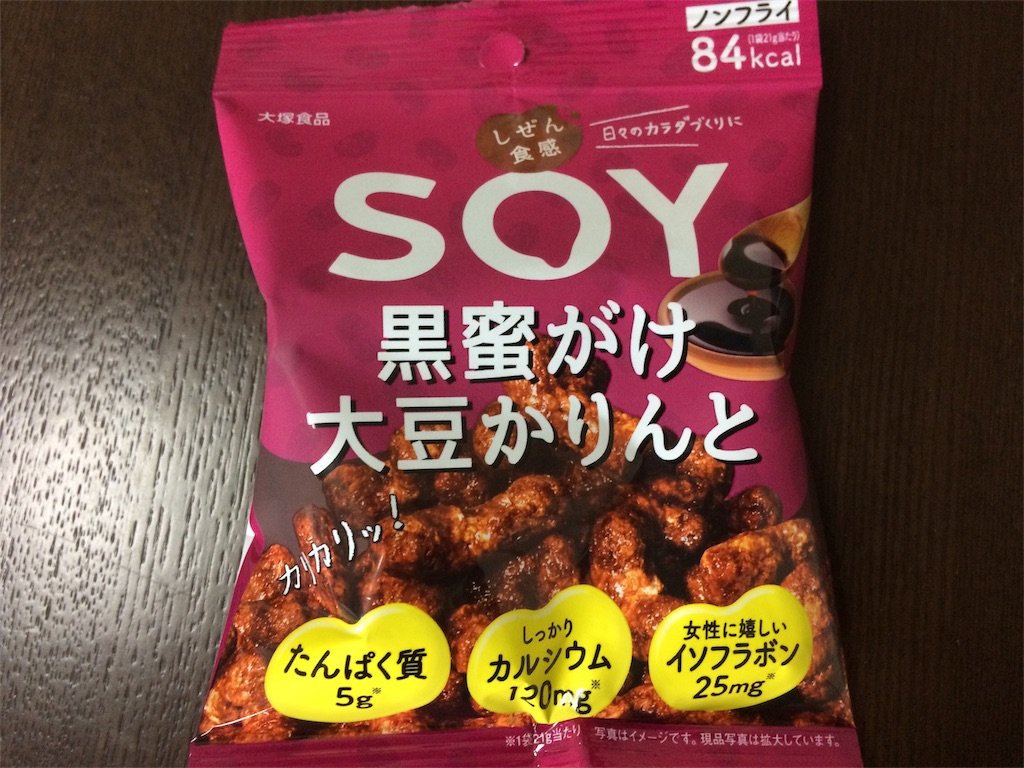 ノンフライ
(1袋21g当たり)
84kcal
大塚食品
しぜん
食感
日々のカラダづくりに
SOY
黒蜜がけ
大豆かりんと
カリカリッ!
たんぱく質
5g※
しっかり
カルシウム
120mg※
女性に嬉しい
イソフラボン
25mg※
※1袋21g当たり
写真はイメージです。現品写真は拡大しています。